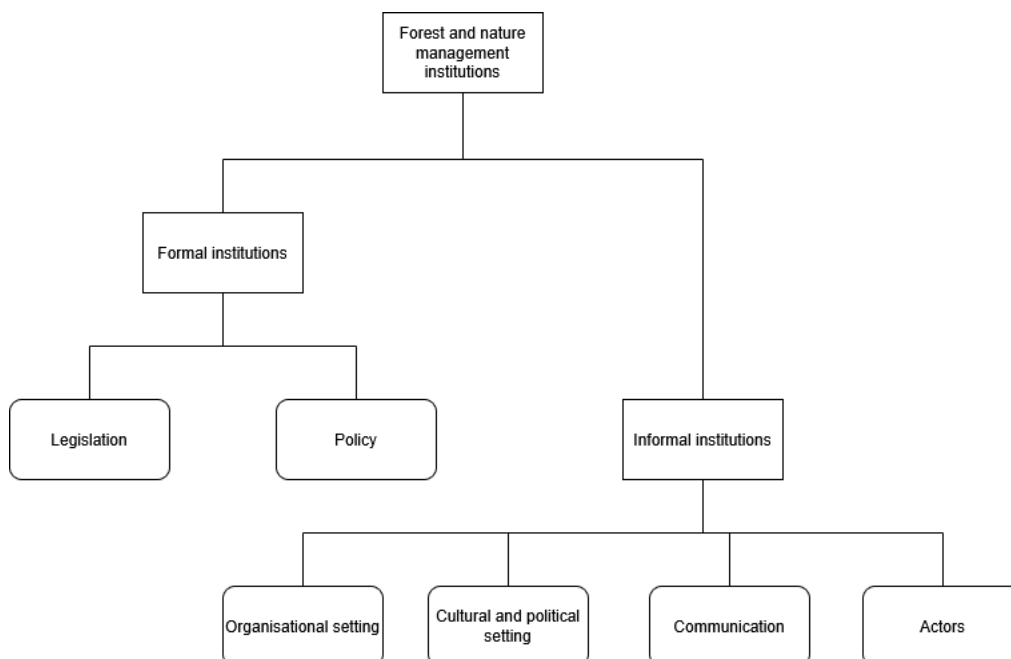 Forest and nature
management
institutions
Formal institutions
Legislation
Policy
Informal institutions
Organisational setting
Cultural and political
setting
Communication
Actors